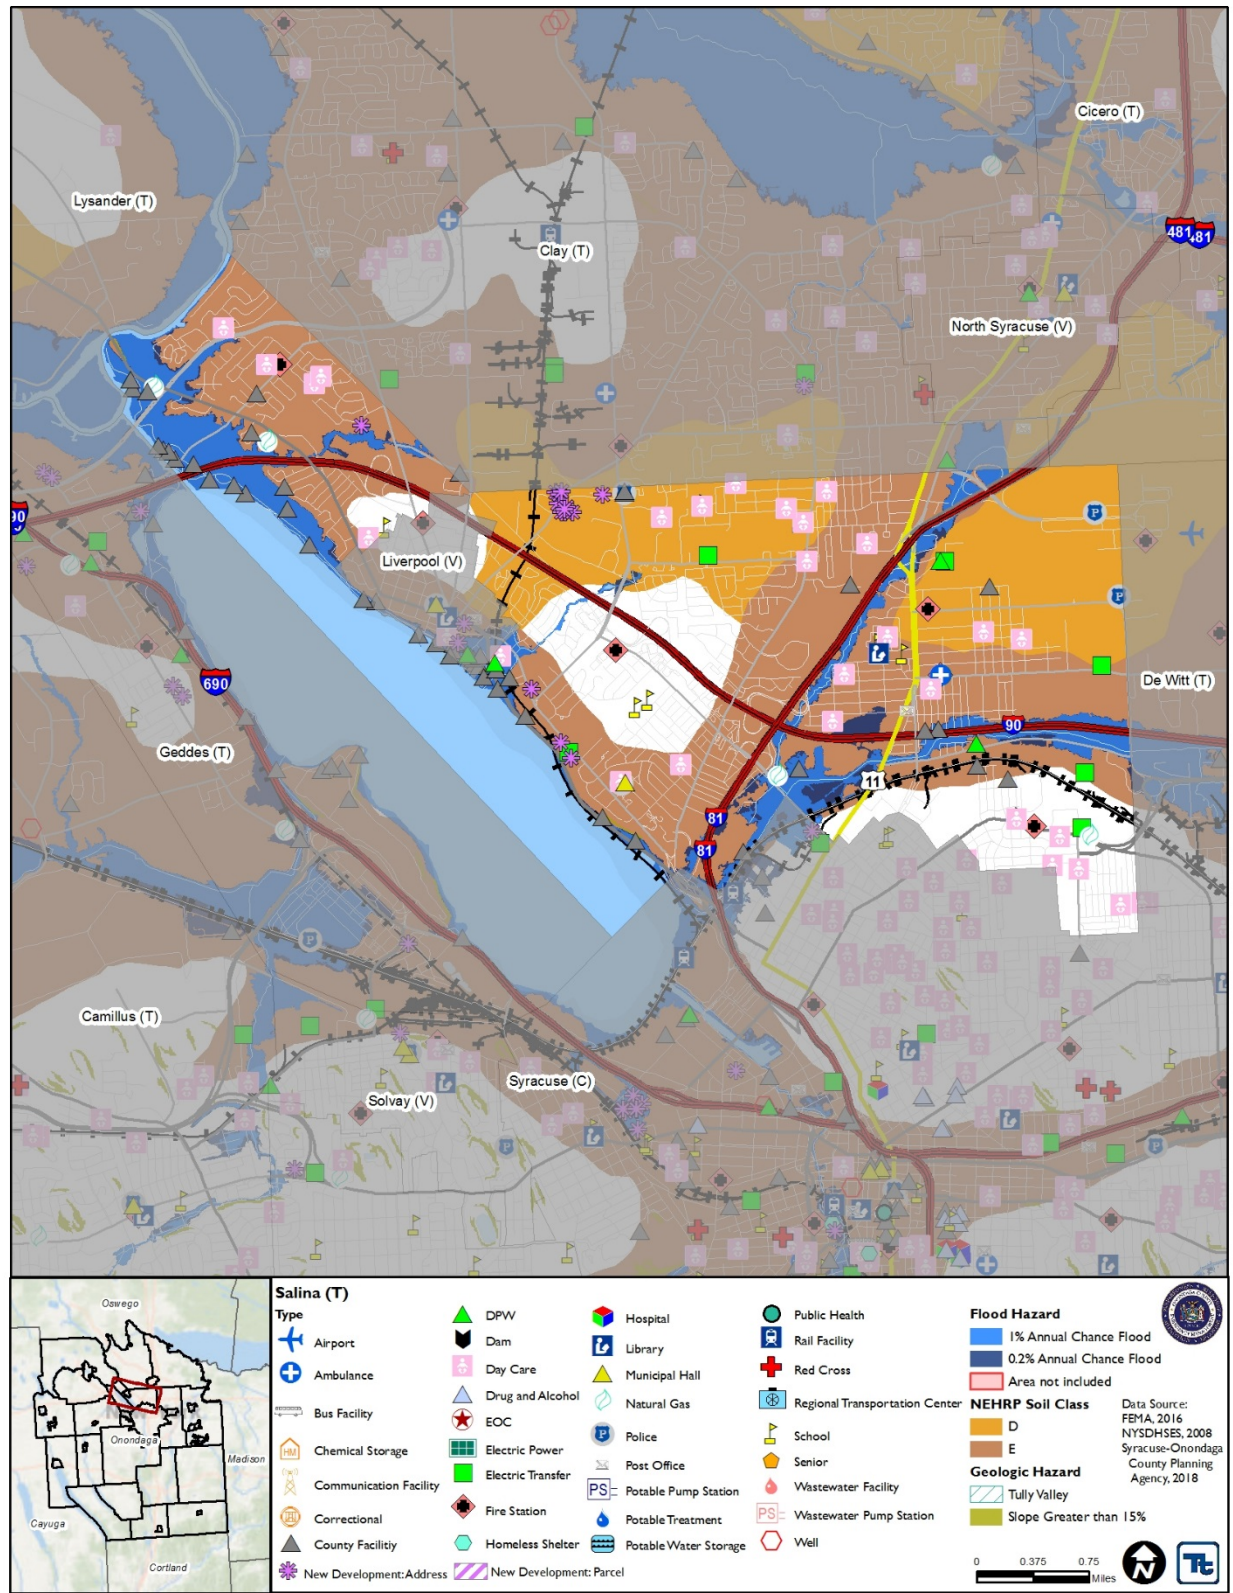 Cicero (T)
Lysander (T)
481
481
Clay (T)
North Syracuse (V)
90
Liverpool (V)
690
De Witt (T)
Geddes (T)
90
11
81
81
Camillus (T)
Syracuse (C)
Solvay (V)
Oswego
Onondaga
Madison
Cayuga
Cortland
Salina (T)
Type
Airport
Ambulance
Bus Facility
HM Chemical Storage
Communication Facility
Correctional
County Facilitiy
New Development: Address
DPW
Dam
Day Care
Drug and Alcohol
EOC
Electric Power
Electric Transfer
Fire Station
Homeless Shelter
New Development: Parcel
Hospital
Library
Municipal Hall
Natural Gas
P Police
Post Office
PS Potable Pump Station
Potable Treatment
Potable Water Storage
Public Health
Rail Facility
Red Cross
Regional Transportation Center
School
Senior
Wastewater Facility
PS Wastewater Pump Station
Well
Flood Hazard
1% Annual Chance Flood
0.2% Annual Chance Flood
Area not included
NEHRP Soil Class
D
E
Geologic Hazard
Tully Valley
Slope Greater than 15%
Data Source:
FEMA, 2016
NYSDHSES, 2008
Syracuse-Onondaga
County Planning
Agency, 2018
0 0.375 0.75
Miles
N
Tt